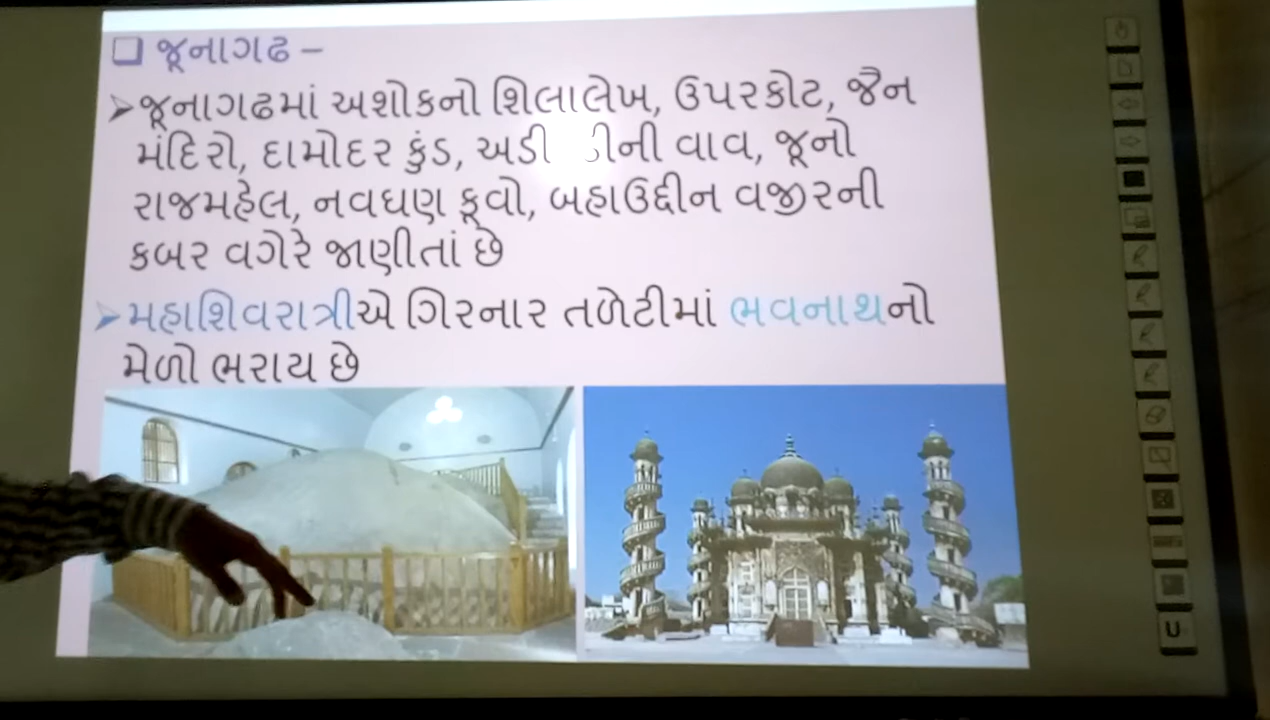 જૂનાગઢ –
જૂનાગઢમાં અશોકનો શિલાલેખ, ઉપરકોટ, જૈન
મંદિરો, દામોદર કુંડ, અડી ડીની વાવ, જૂનો
રાજમહેલ, નવઘણ કૂવો, બહાઉદ્દીન વજીરની
કબર વગેરે જાણીતાં છે
મહાશિવરાત્રીએ ગિરનાર તળેટીમાં ભવનાથનો
મેળો ભરાય છે